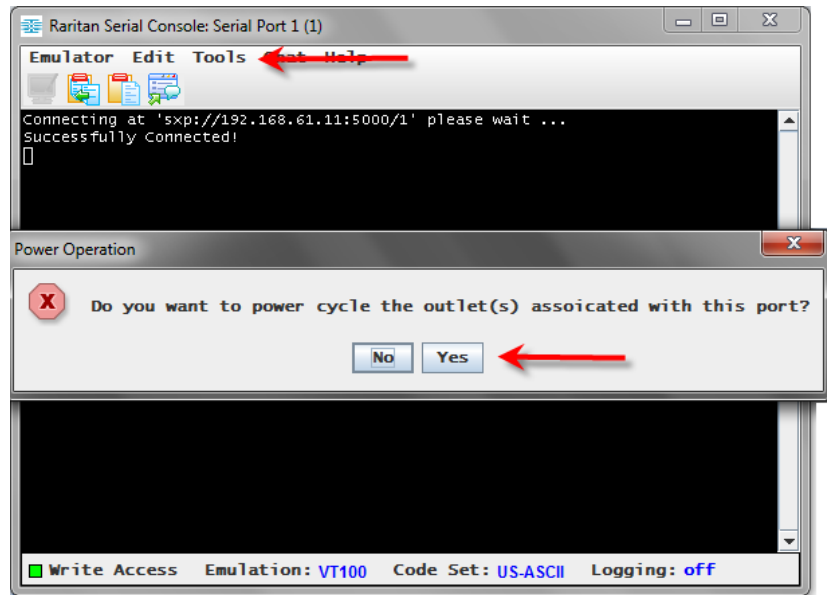 Raritan Serial Console: Serial Port 1 (1)
Emulator Edit Tools Chat Help
Connecting at 'sxp://192.168.61.11:5000/1' please wait ...
Successfully Connected!
Power Operation
Do you want to power cycle the outlet(s) assoicated with this port?
No Yes
Write Access Emulation: VT100 Code Set: US-ASCII Logging: off